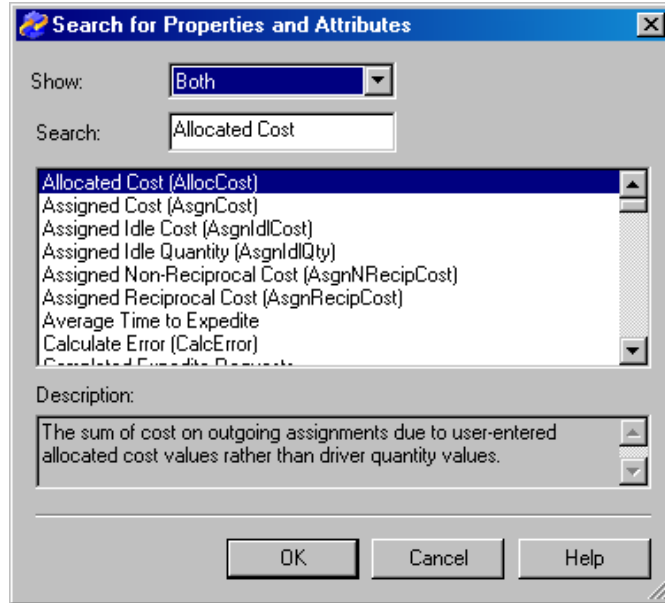 Search for Properties and Attributes
Show: Both
Search: Allocated Cost
Allocated Cost (AllocCost)
Assigned Cost (AsgnCost)
Assigned Idle Cost (AsgnIdlCost)
Assigned Idle Quantity (AsgnIdlQty)
Assigned Non-Reciprocal Cost (AsgnNRecipCost)
Assigned Reciprocal Cost (AsgnRecipCost)
Average Time to Expedite
Calculate Error (CalcError)
Completed Expedite Requests
Description:
The sum of cost on outgoing assignments due to user-entered
allocated cost values rather than driver quantity values.
OK Cancel Help